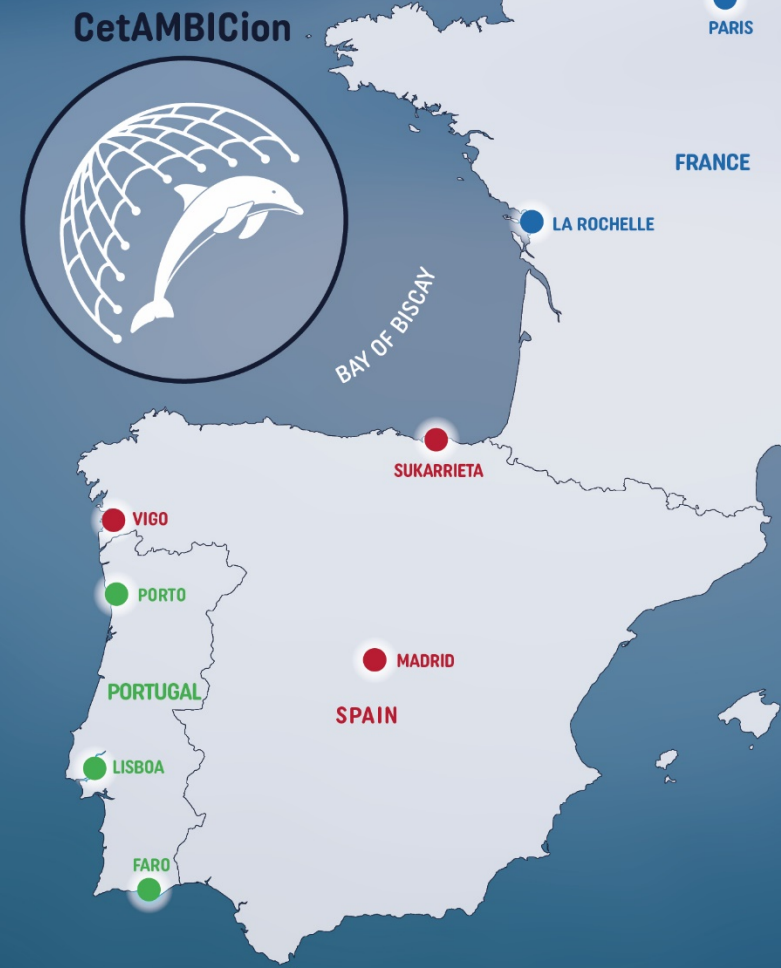 CetAMBICion
PARIS
FRANCE
LA ROCHELLE
BAY OF BISCAY
SUKARRIETA
VIGO
PORTO
MADRID
PORTUGAL
SPAIN
LISBOA
FARO